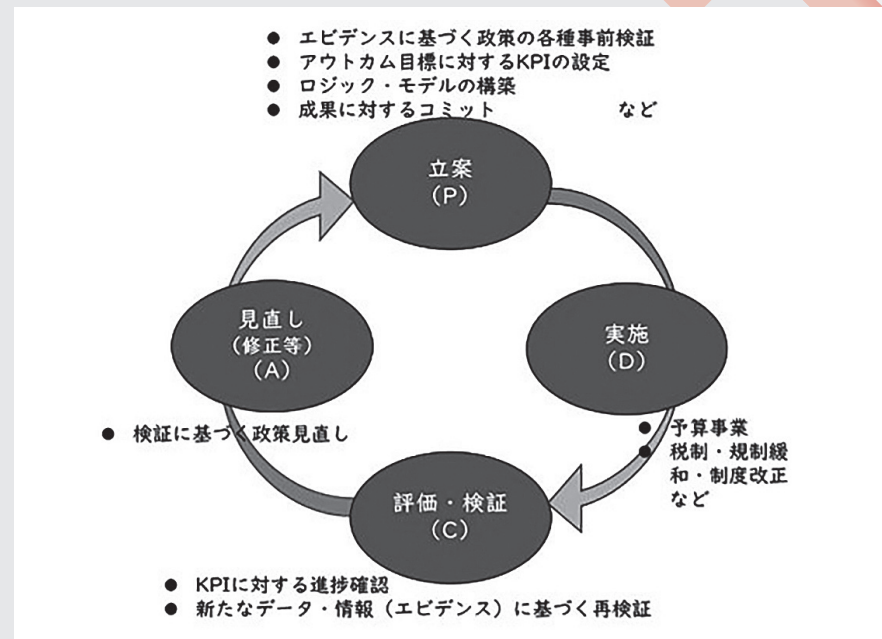 ● エビデンスに基づく政策の各種事前検証
● アウトカム目標に対するKPIの設定
● ロジック・モデルの構築
● 成果に対するコミット など
立案
（P）
見直し
（修正等）
（A）
実施
（D）
● 検証に基づく政策見直し
● 予算事業
● 税制・規制緩
和・制度改正
など
評価・検証
（C）
● KPIに対する進捗確認
● 新たなデータ・情報（エビデンス）に基づく再検証